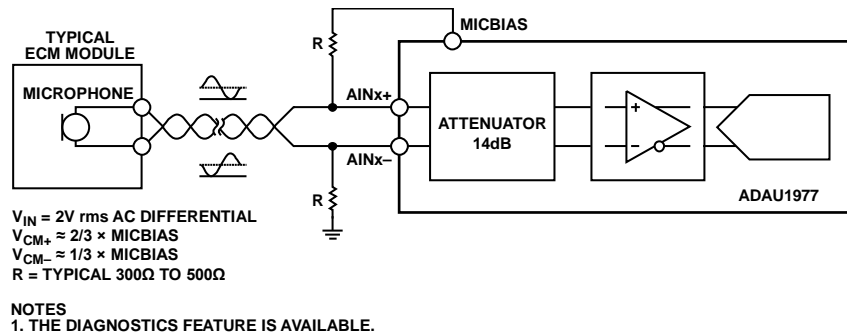 TYPICAL
ECM MODULE
MICROPHONE
R
MICBIAS
AINx+
AINx–
ATTENUATOR
14dB
+
–
R
ADAU1977
V_IN = 2V rms AC DIFFERENTIAL
V_CM+ ≈ 2/3 × MICBIAS
V_CM– ≈ 1/3 × MICBIAS
R = TYPICAL 300Ω TO 500Ω
NOTES
1. THE DIAGNOSTICS FEATURE IS AVAILABLE.